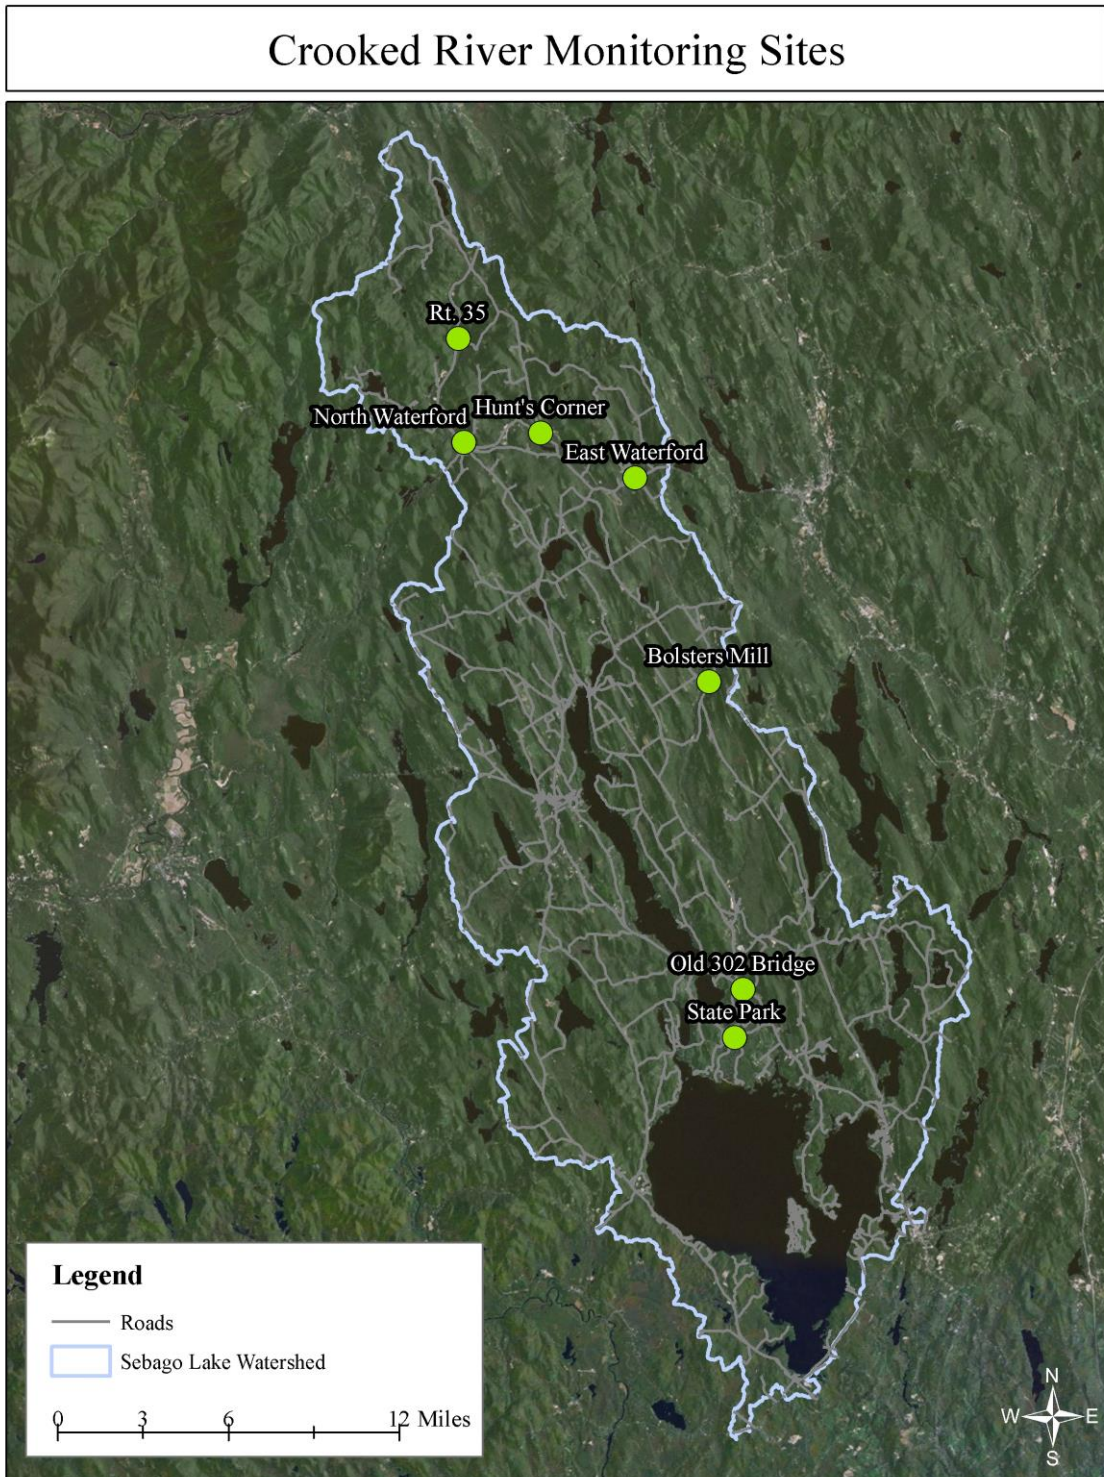 Crooked River Monitoring Sites
Rt. 35
Hunt's Corner
North Waterford
East Waterford
Bolsters Mill
Old 302 Bridge
State Park
Legend
Roads
Sebago Lake Watershed
0 3 6 12 Miles
N
W E
S